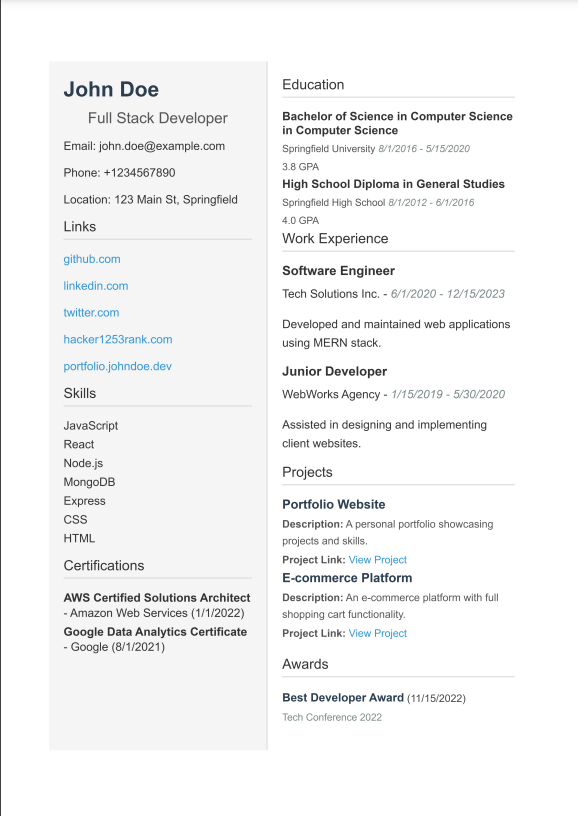 John Doe
Full Stack Developer
Email: john.doe@example.com
Phone: +1234567890
Location: 123 Main St, Springfield
Links
github.com
linkedin.com
twitter.com
hacker1253rank.com
portfolio.johndoe.dev
Skills
JavaScript
React
Node.js
MongoDB
Express
CSS
HTML
Certifications
AWS Certified Solutions Architect
- Amazon Web Services (1/1/2022)
Google Data Analytics Certificate
- Google (8/1/2021)
Education
Bachelor of Science in Computer Science
in Computer Science
Springfield University 8/1/2016 - 5/15/2020
3.8 GPA
High School Diploma in General Studies
Springfield High School 8/1/2012 - 6/1/2016
4.0 GPA
Work Experience
Software Engineer
Tech Solutions Inc. - 6/1/2020 - 12/15/2023
Developed and maintained web applications
using MERN stack.
Junior Developer
WebWorks Agency - 1/15/2019 - 5/30/2020
Assisted in designing and implementing
client websites.
Projects
Portfolio Website
Description: A personal portfolio showcasing
projects and skills.
Project Link: View Project
E-commerce Platform
Description: An e-commerce platform with full
shopping cart functionality.
Project Link: View Project
Awards
Best Developer Award (11/15/2022)
Tech Conference 2022